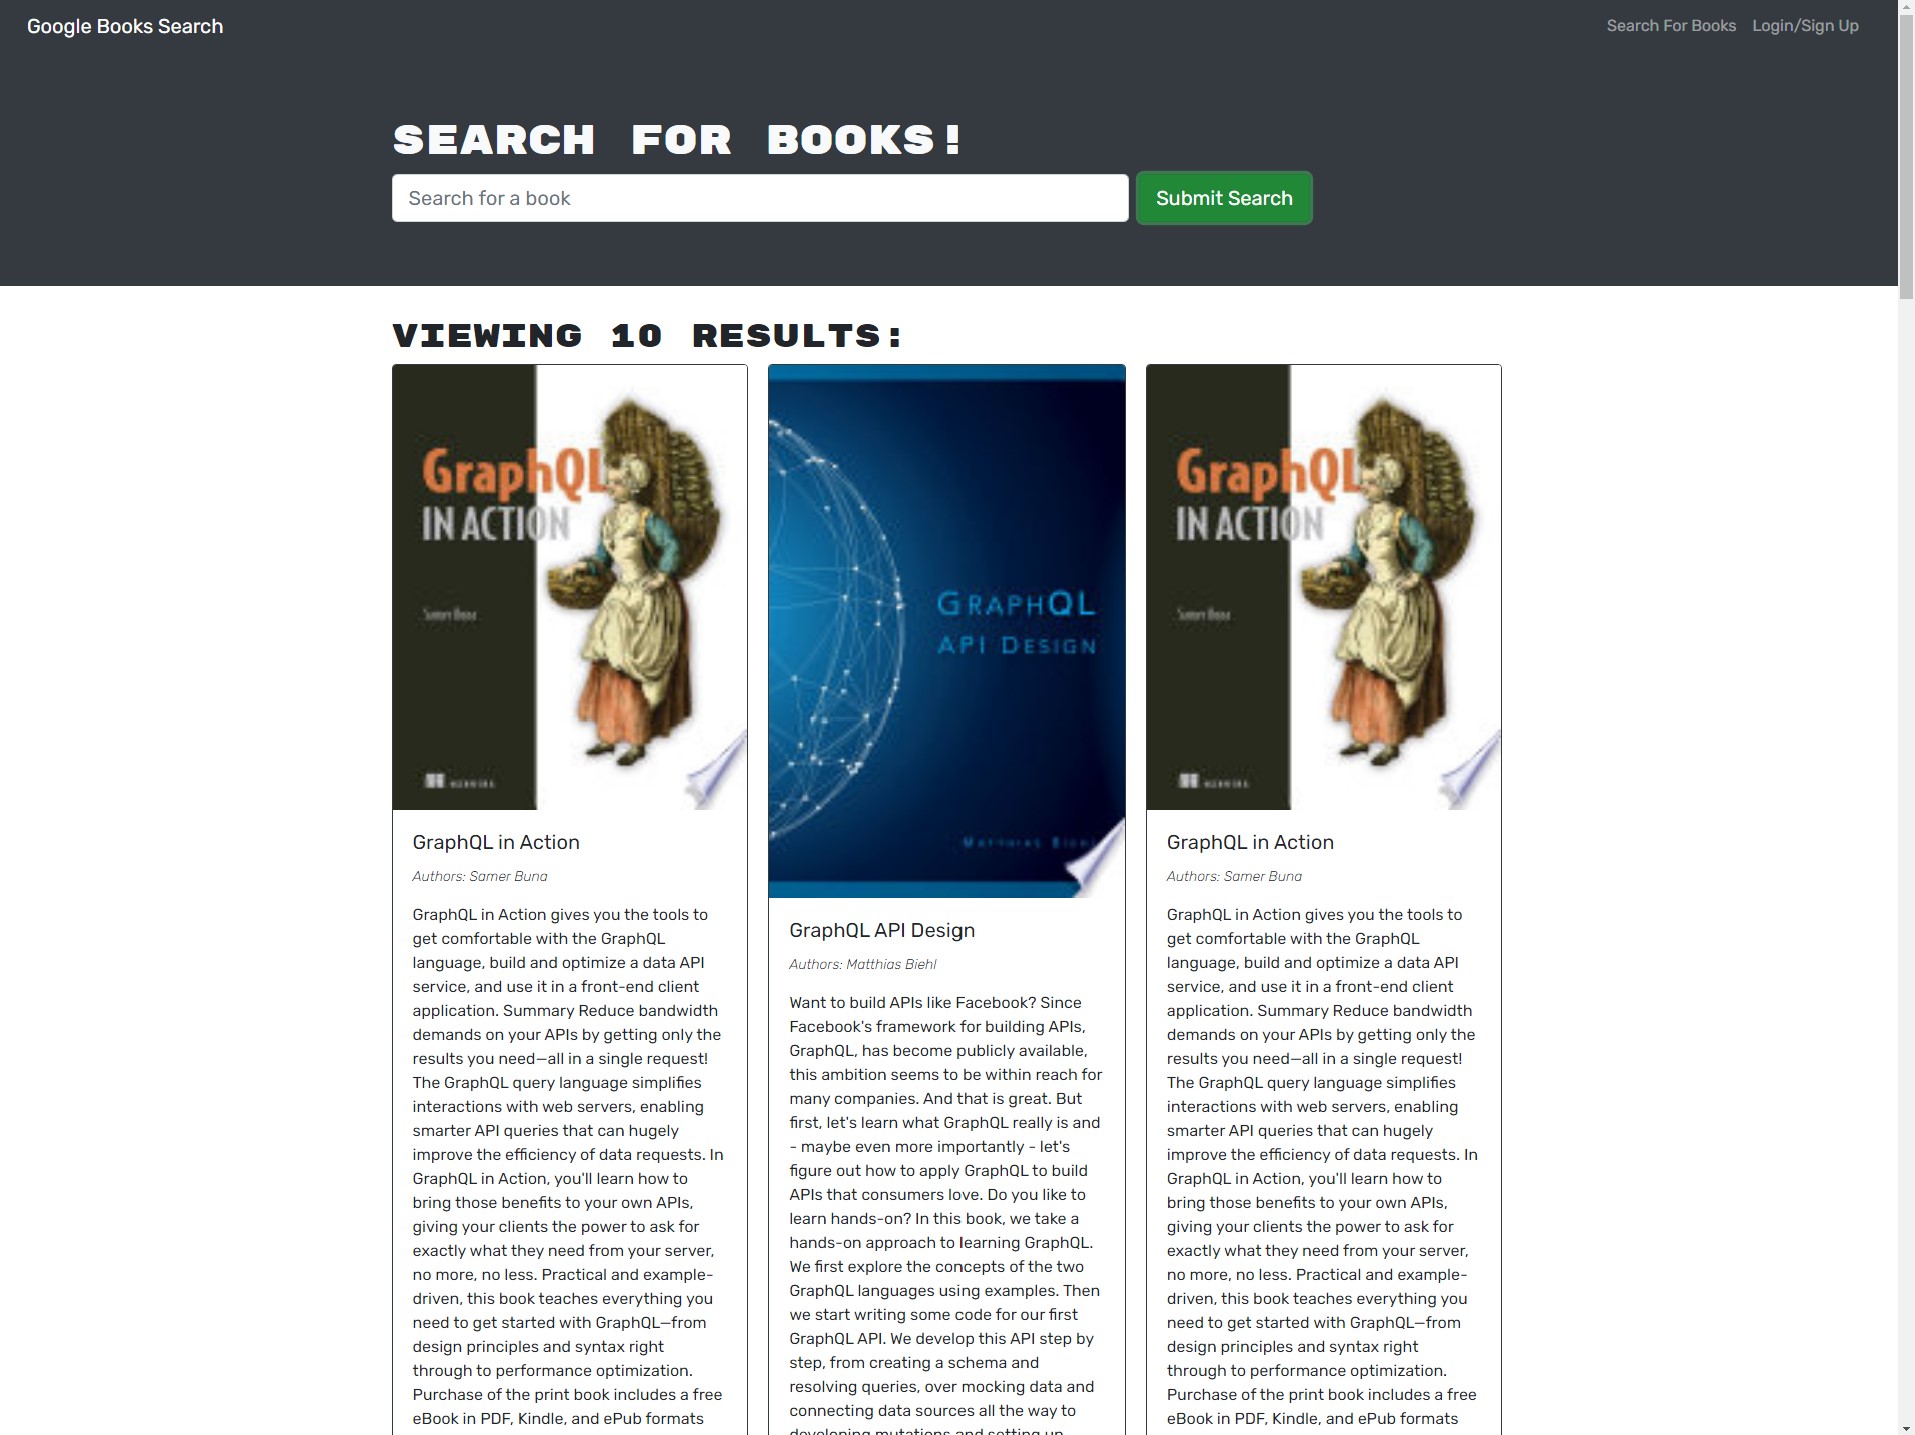 Google Books Search
Search For Books
Login/Sign Up
SEARCH FOR BOOKS!
Search for a book
Submit Search
VIEWING 10 RESULTS:
GraphQL
IN ACTION
Samer Buna
MANNING
GraphQL in Action
Authors: Samer Buna
GraphQL in Action gives you the tools to
get comfortable with the GraphQL
language, build and optimize a data API
service, and use it in a front-end client
application. Summary Reduce bandwidth
demands on your APIs by getting only the
results you need—all in a single request!
The GraphQL query language simplifies
interactions with web servers, enabling
smarter API queries that can hugely
improve the efficiency of data requests. In
GraphQL in Action, you'll learn how to
bring those benefits to your own APIs,
giving your clients the power to ask for
exactly what they need from your server,
no more, no less. Practical and example-
driven, this book teaches everything you
need to get started with GraphQL—from
design principles and syntax right
through to performance optimization.
Purchase of the print book includes a free
eBook in PDF, Kindle, and ePub formats
GRAPHQL
API DESIGN
MATTHIAS BIEHL
GraphQL API Design
Authors: Matthias Biehl
Want to build APIs like Facebook? Since
Facebook's framework for building APIs,
GraphQL, has become publicly available,
this ambition seems to be within reach for
many companies. And that is great. But
first, let's learn what GraphQL really is and
- maybe even more importantly - let's
figure out how to apply GraphQL to build
APIs that consumers love. Do you like to
learn hands-on? In this book, we take a
hands-on approach to learning GraphQL.
We first explore the concepts of the two
GraphQL languages using examples. Then
we start writing some code for our first
GraphQL API. We develop this API step by
step, from creating a schema and
resolving queries, over mocking data and
connecting data sources all the way to
developing mutations and setting up
GraphQL
IN ACTION
Samer Buna
MANNING
GraphQL in Action
Authors: Samer Buna
GraphQL in Action gives you the tools to
get comfortable with the GraphQL
language, build and optimize a data API
service, and use it in a front-end client
application. Summary Reduce bandwidth
demands on your APIs by getting only the
results you need—all in a single request!
The GraphQL query language simplifies
interactions with web servers, enabling
smarter API queries that can hugely
improve the efficiency of data requests. In
GraphQL in Action, you'll learn how to
bring those benefits to your own APIs,
giving your clients the power to ask for
exactly what they need from your server,
no more, no less. Practical and example-
driven, this book teaches everything you
need to get started with GraphQL—from
design principles and syntax right
through to performance optimization.
Purchase of the print book includes a free
eBook in PDF, Kindle, and ePub formats